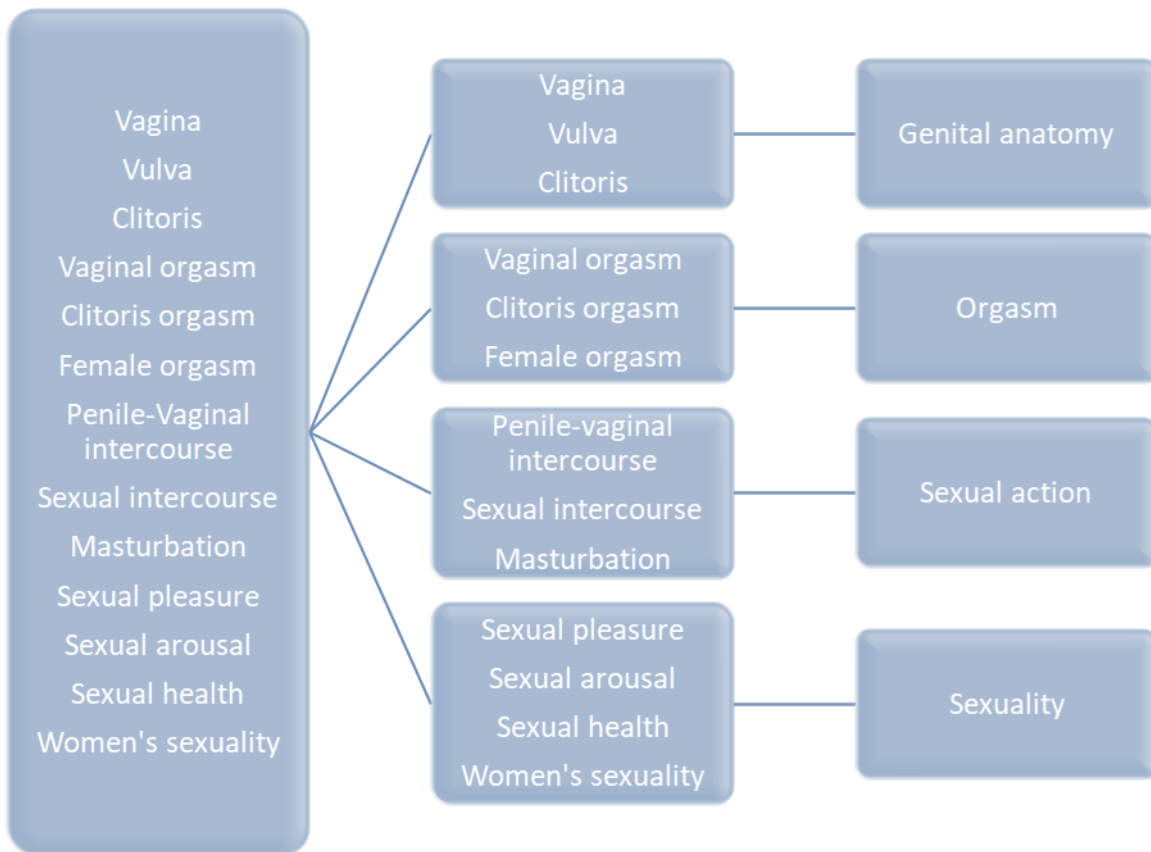 Vagina
Vulva
Clitoris
Vaginal orgasm
Clitoris orgasm
Female orgasm
Penile-Vaginal
intercourse
Sexual intercourse
Masturbation
Sexual pleasure
Sexual arousal
Sexual health
Women's sexuality
Vagina
Vulva
Clitoris
Genital anatomy
Vaginal orgasm
Clitoris orgasm
Female orgasm
Orgasm
Penile-vaginal
intercourse
Sexual intercourse
Masturbation
Sexual action
Sexual pleasure
Sexual arousal
Sexual health
Women's sexuality
Sexuality